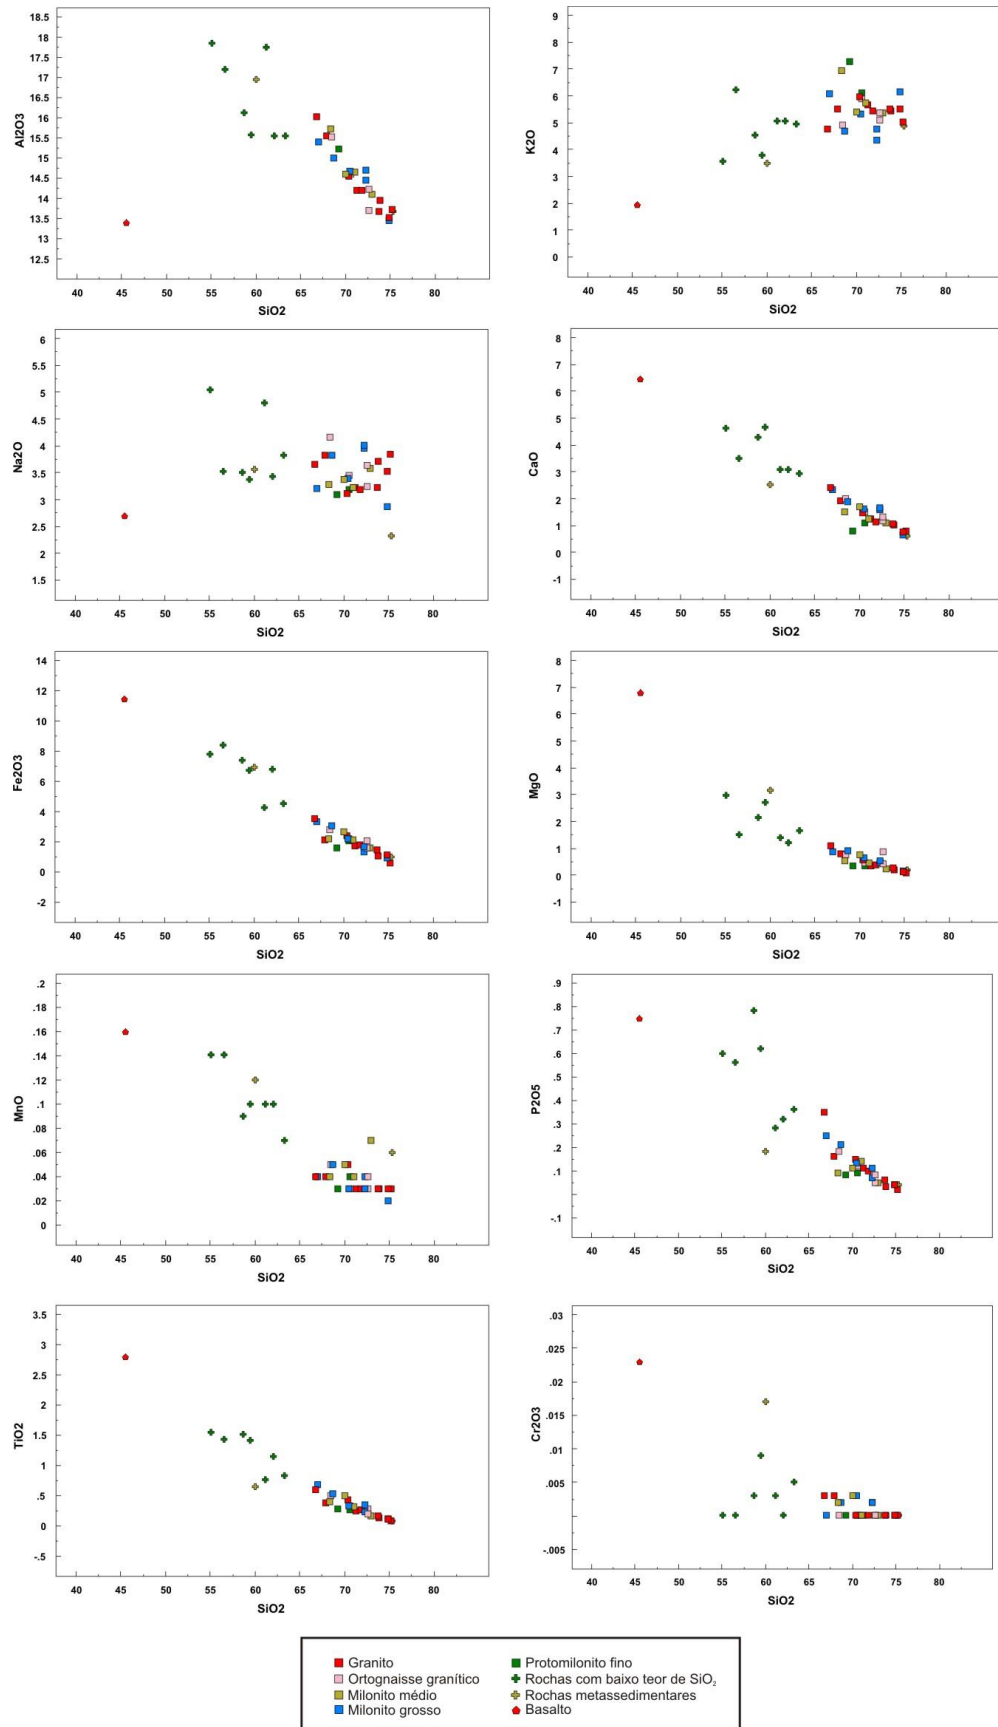 18.5
18
17.5
17
16.5
16
15.5
15
14.5
14
13.5
13
12.5
Al2O3
40 45 50 55 60 65 70 75 80
SiO2
9
8
7
6
5
4
3
2
1
0
K2O
40 45 50 55 60 65 70 75 80
SiO2
6
5.5
5
4.5
4
3.5
3
2.5
2
1.5
Na2O
40 45 50 55 60 65 70 75 80
SiO2
8
7
6
5
4
3
2
1
0
-1
CaO
40 45 50 55 60 65 70 75 80
SiO2
14
12
10
8
6
4
2
0
-2
Fe2O3
40 45 50 55 60 65 70 75 80
SiO2
8
7
6
5
4
3
2
1
0
-1
MgO
40 45 50 55 60 65 70 75 80
SiO2
.2
.18
.16
.14
.12
.1
.08
.06
.04
.02
0
MnO
40 45 50 55 60 65 70 75 80
SiO2
.9
.8
.7
.6
.5
.4
.3
.2
.1
-.1
P2O5
40 45 50 55 60 65 70 75 80
SiO2
3.5
3
2.5
2
1.5
1
.5
0
-.5
TiO2
40 45 50 55 60 65 70 75 80
SiO2
.03
.025
.02
.015
.01
.005
0
-.005
Cr2O3
40 45 50 55 60 65 70 75 80
SiO2
Granito
Ortognaisse granítico
Milonito médio
Milonito grosso
Protomilonito fino
Rochas com baixo teor de SiO₂
Rochas metassedimentares
Basalto